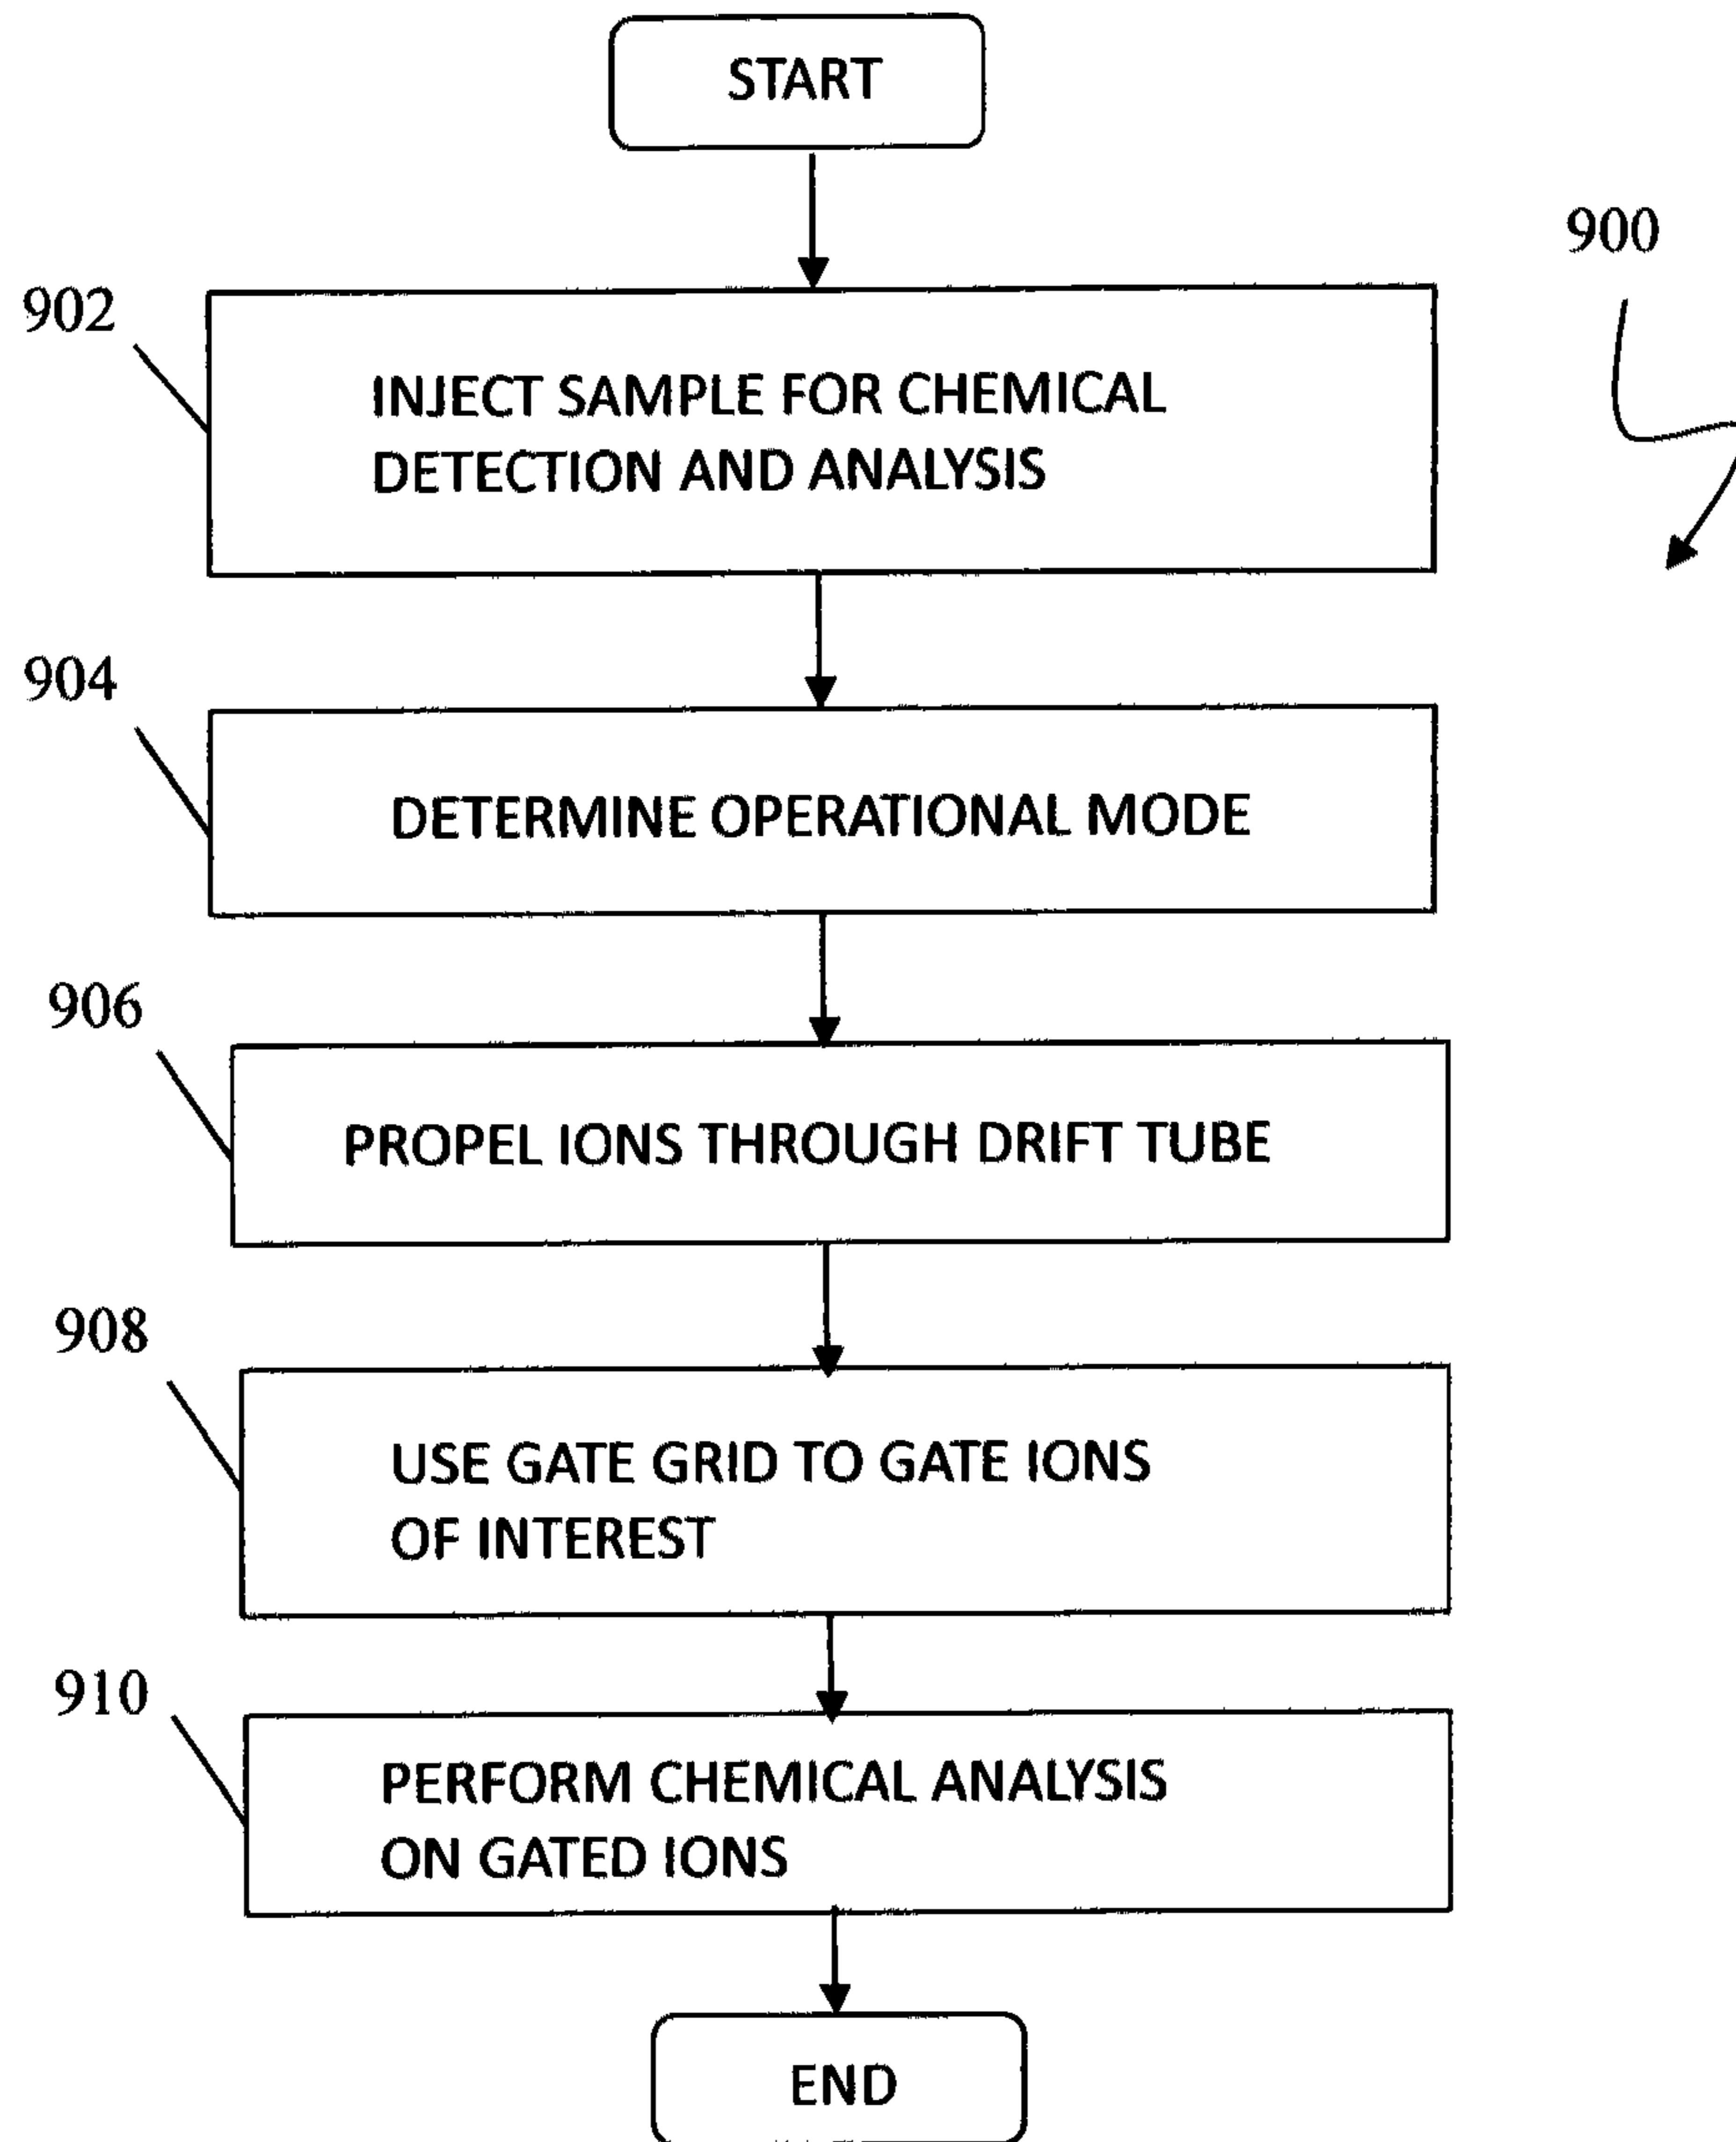 START
900
902
INJECT SAMPLE FOR CHEMICAL
DETECTION AND ANALYSIS
904
DETERMINE OPERATIONAL MODE
906
PROPEL IONS THROUGH DRIFT TUBE
908
USE GATE GRID TO GATE IONS
OF INTEREST
910
PERFORM CHEMICAL ANALYSIS
ON GATED IONS
END